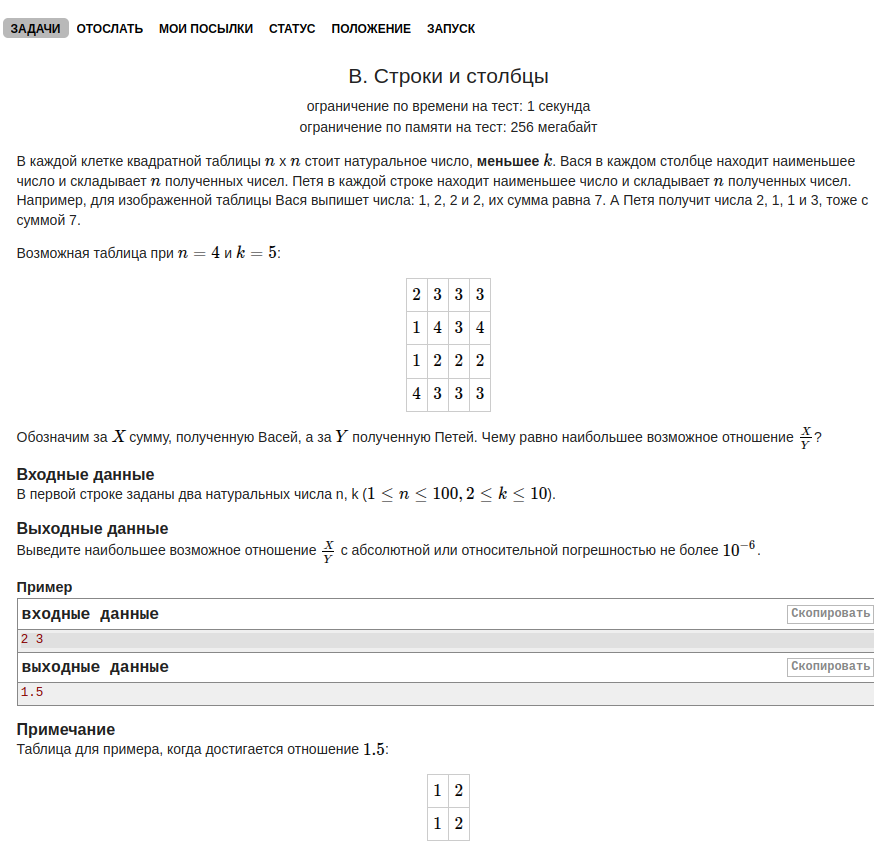 ЗАДАЧИ ОТОСЛАТЬ МОИ ПОСЫЛКИ СТАТУС ПОЛОЖЕНИЕ ЗАПУСК
В. Строки и столбцы
ограничение по времени на тест: 1 секунда
ограничение по памяти на тест: 256 мегабайт
В каждой клетке квадратной таблицы n x n стоит натуральное число, меньшее k. Вася в каждом столбце находит наименьшее
число и складывает n полученных чисел. Петя в каждой строке находит наименьшее число и складывает n полученных чисел.
Например, для изображенной таблицы Вася выпишет числа: 1, 2, 2 и 2, их сумма равна 7. А Петя получит числа 2, 1, 1 и 3, тоже с
суммой 7.
Возможная таблица при n = 4 и k = 5:
2 3 3 3
1 4 3 4
1 2 2 2
4 3 3 3
Обозначим за X сумму, полученную Васей, а за Y полученную Петей. Чему равно наибольшее возможное отношение X/Y?
Входные данные
В первой строке заданы два натуральных числа n, k (1 ≤ n ≤ 100, 2 ≤ k ≤ 10).
Выходные данные
Выведите наибольшее возможное отношение X/Y с абсолютной или относительной погрешностью не более 10⁻⁶.
Пример
входные данные Скопировать
2 3
выходные данные Скопировать
1.5
Примечание
Таблица для примера, когда достигается отношение 1.5:
1 2
1 2